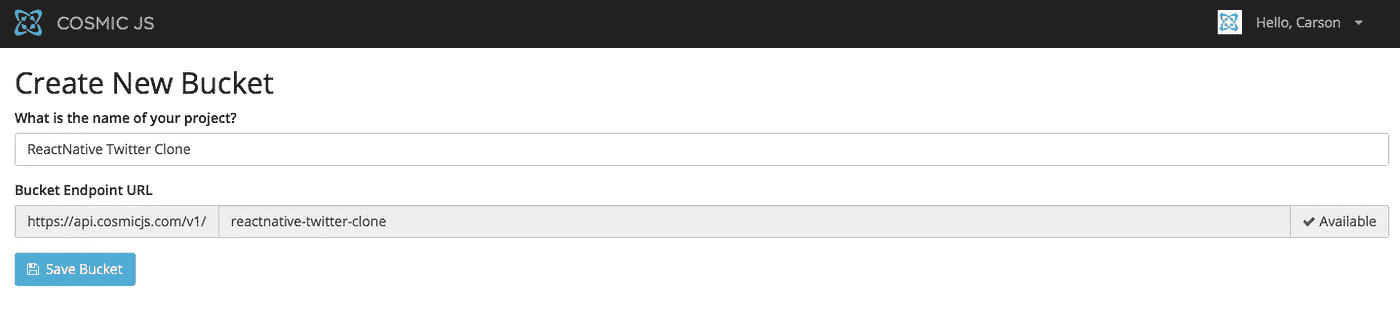 COSMIC JS
Hello, Carson
Create New Bucket
What is the name of your project?
ReactNative Twitter Clone
Bucket Endpoint URL
https://api.cosmicjs.com/v1/ reactnative-twitter-clone Available
Save Bucket